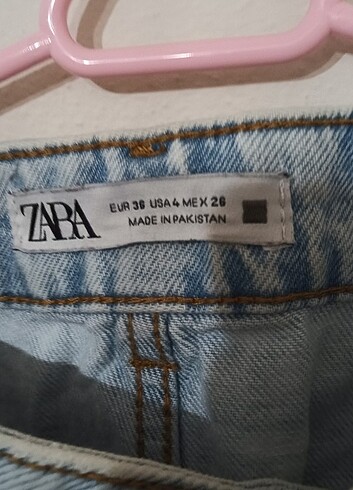 ZARA
EUR 36 USA 4 MEX 26
MADE IN PAKISTAN